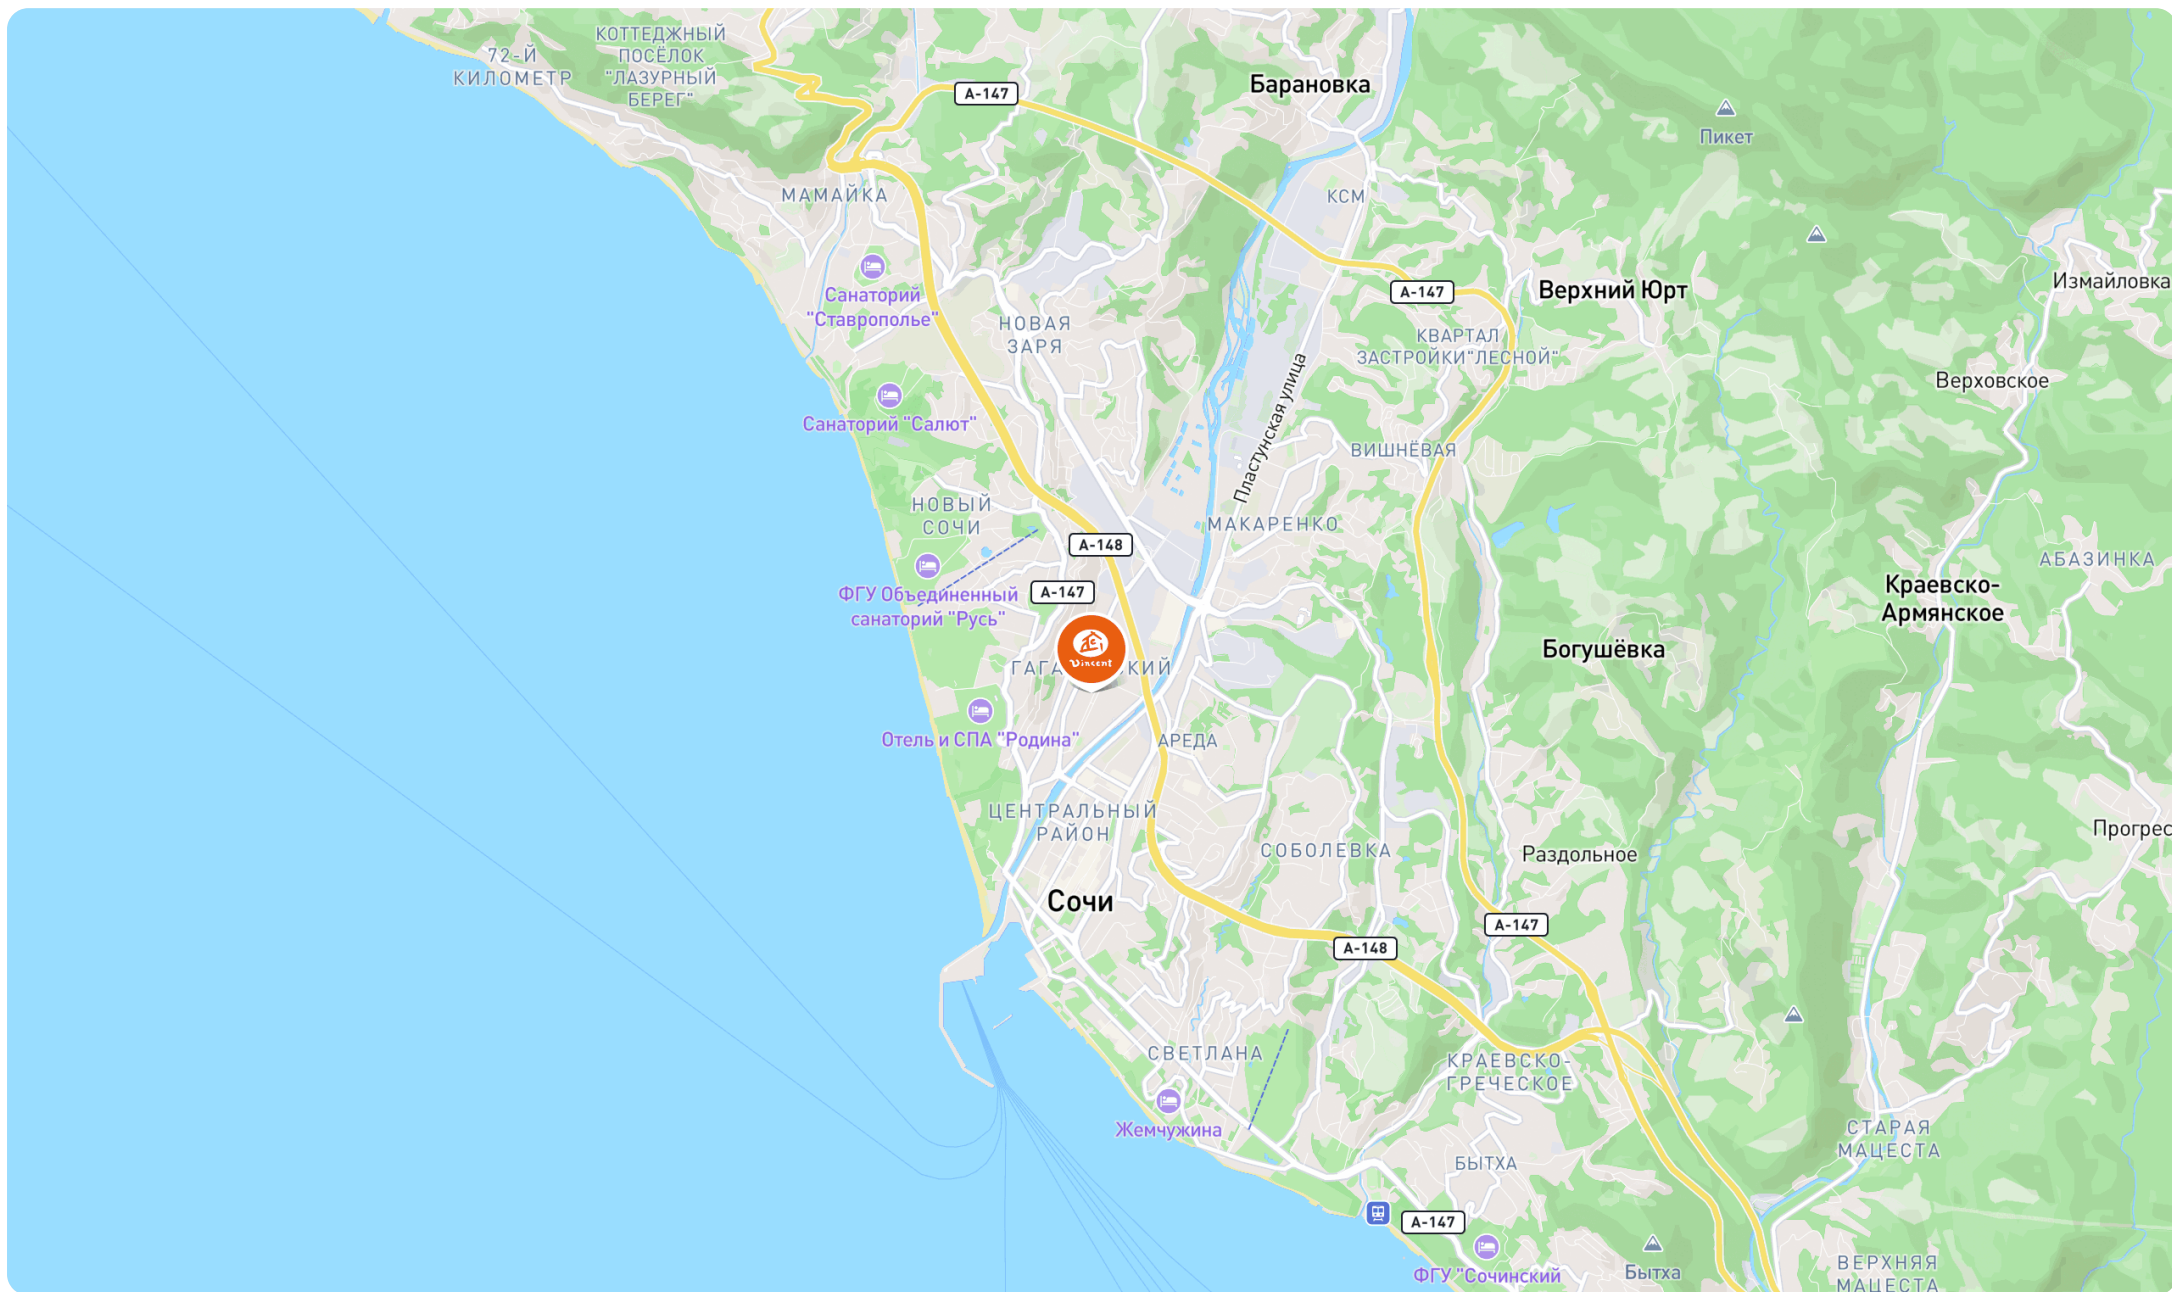 КОТТЕДЖНЫЙ
ПОСЁЛОК
"ЛАЗУРНЫЙ
БЕРЕГ"
72-Й
КИЛОМЕТР
А-147
Барановка
Пикет
МАМАЙКА
КСМ
Санаторий
"Ставрополье"
НОВАЯ
ЗАРЯ
А-147
Верхний Юрт
Измайловка
КВАРТАЛ
ЗАСТРОЙКИ"ЛЕСНОЙ"
Верховское
Санаторий "Салют"
Пластунская улица
ВИШНЁВАЯ
НОВЫЙ
СОЧИ
МАКАРЕНКО
А-148
АБАЗИНКА
ФГУ Объединенный
санаторий "Русь"
А-147
Краевско-
Армянское
Vincent
Богушёвка
Отель и СПА "Родина"
АРЕДА
ЦЕНТРАЛЬНЫЙ
РАЙОН
СОБОЛЕВКА
Раздольное
Прогрес
Сочи
А-148
А-147
СВЕТЛАНА
КРАЕВСКО-
ГРЕЧЕСКОЕ
Жемчужина
СТАРАЯ
МАЦЕСТА
БЫТХА
А-147
ФГУ "Сочинский
Бытха
ВЕРХНЯЯ
МАЦЕСТА